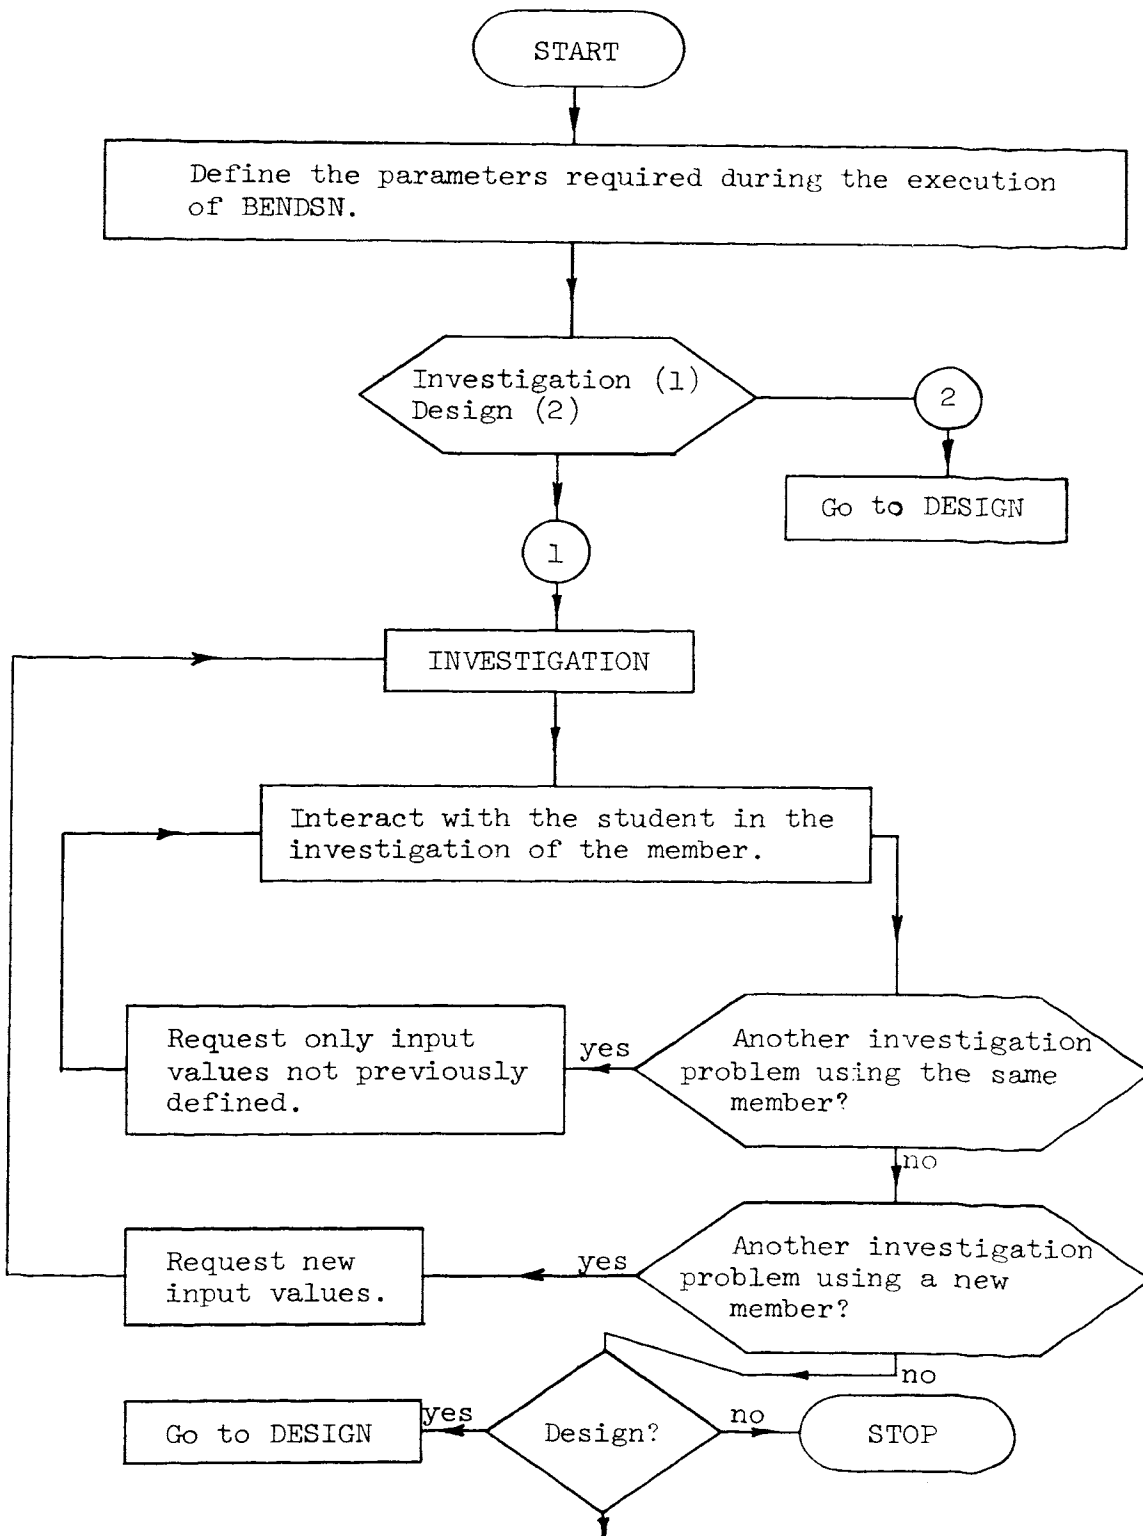 START
Define the parameters required during the execution
of BENDSN.
Investigation (1)
Design (2)
2
Go to DESIGN
1
INVESTIGATION
Interact with the student in the
investigation of the member.
Another investigation
problem using the same
member?
yes
Request only input
values not previously
defined.
no
Another investigation
problem using a new
member?
yes
Request new
input values.
no
Design?
yes
Go to DESIGN
no
STOP